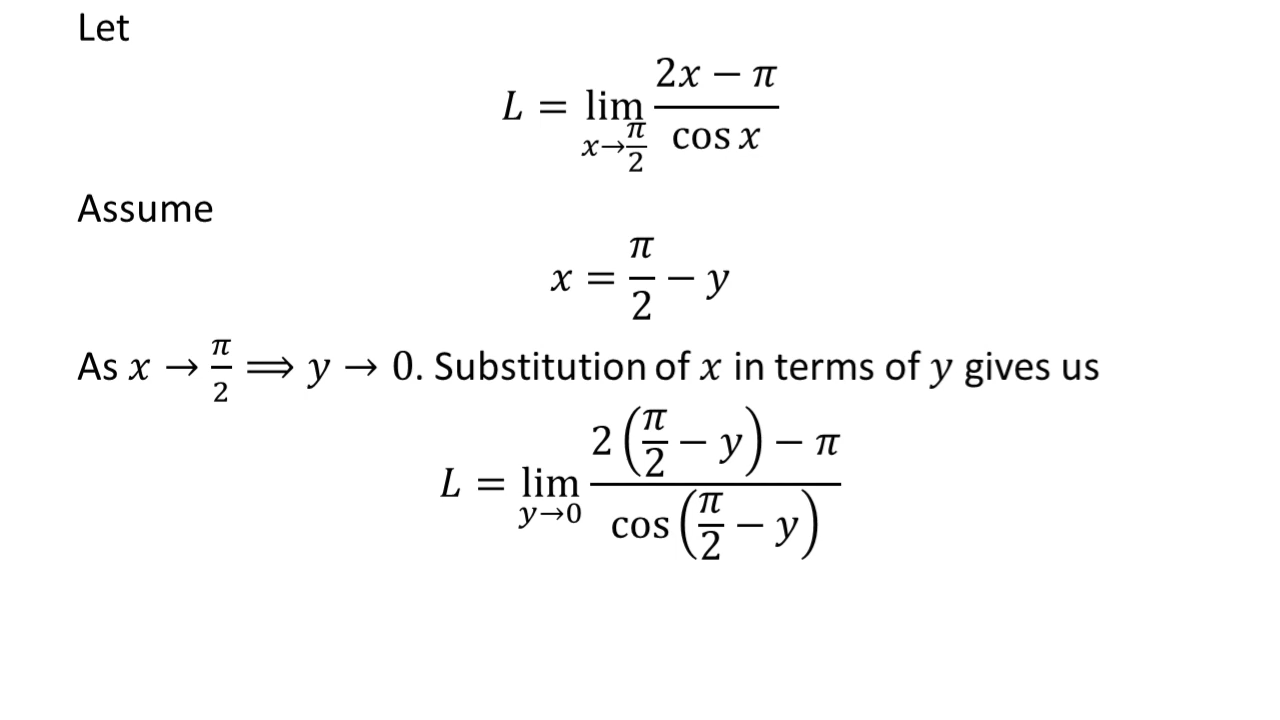 Let
L = lim_{x→π/2} (2x − π)/(cos x)
Assume
x = π/2 − y
As x → π/2 ⟹ y → 0. Substitution of x in terms of y gives us
L = lim_{y→0} (2(π/2 − y) − π)/(cos(π/2 − y))